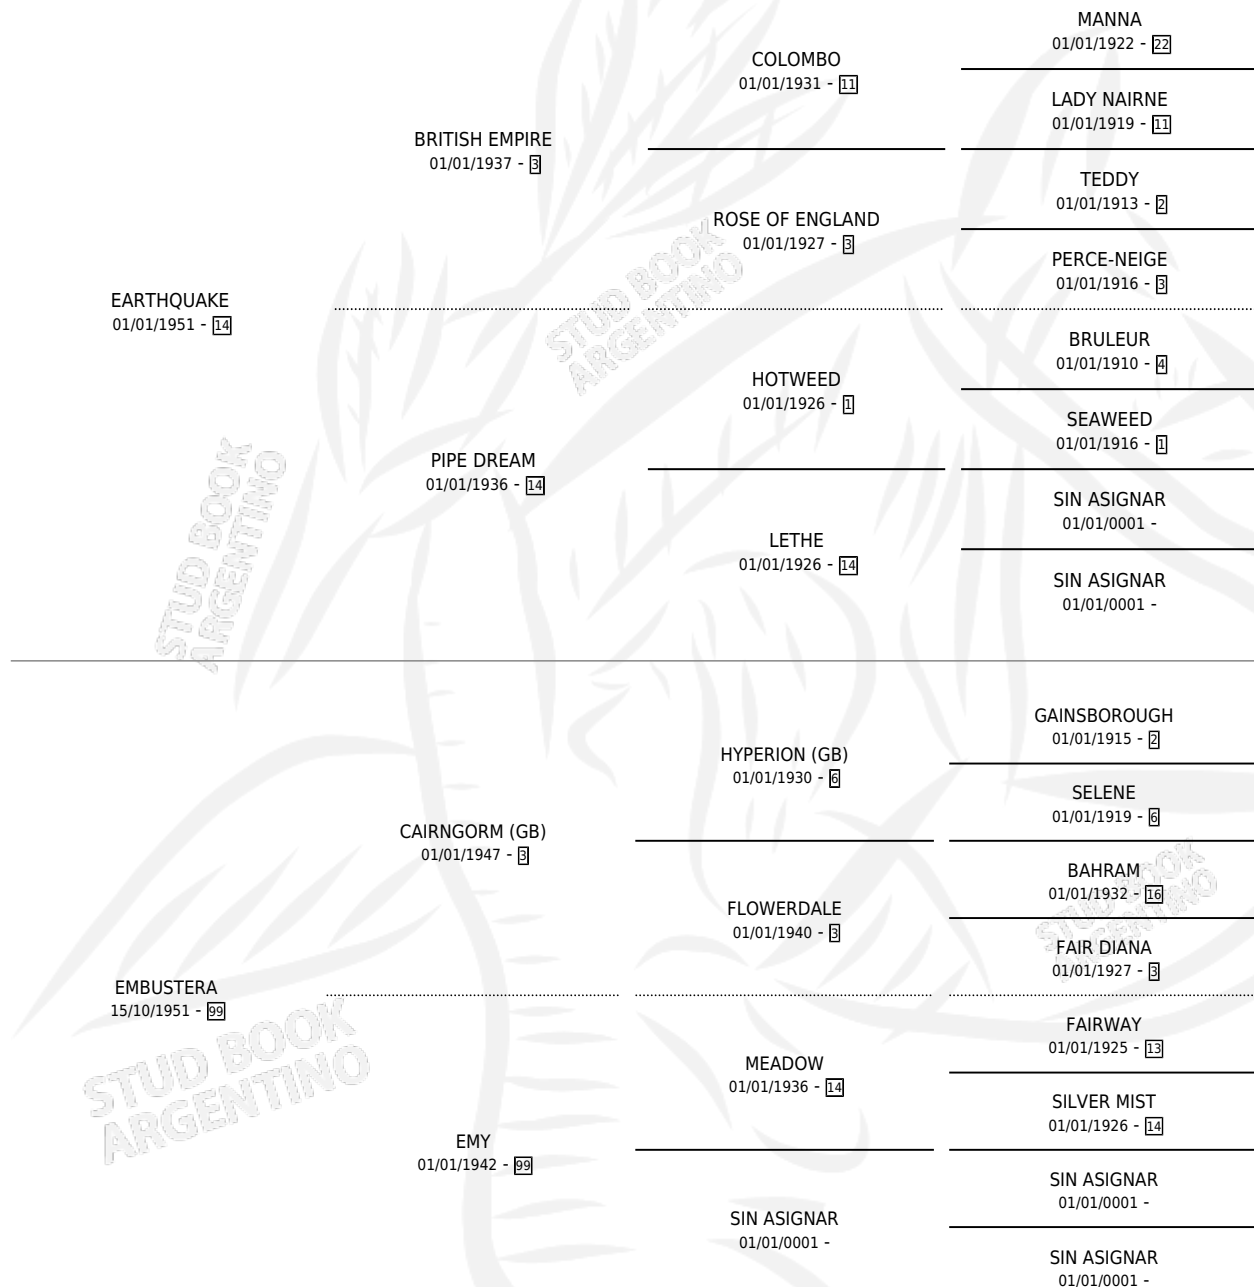 MANNA
01/01/1922 - 22
COLOMBO
01/01/1931 - 11
LADY NAIRNE
01/01/1919 - 11
BRITISH EMPIRE
01/01/1937 - 3
TEDDY
01/01/1913 - 2
ROSE OF ENGLAND
01/01/1927 - 3
PERCE-NEIGE
01/01/1916 - 3
EARTHQUAKE
01/01/1951 - 14
STUD BOOK
ARGENTINO
BRULEUR
01/01/1910 - 4
HOTWEED
01/01/1926 - 1
SEAWEED
01/01/1916 - 1
PIPE DREAM
01/01/1936 - 14
SIN ASIGNAR
01/01/0001 -
LETHE
01/01/1926 - 14
SIN ASIGNAR
01/01/0001 -
STUD BOOK
ARGENTINO
GAINSBOROUGH
01/01/1915 - 2
HYPERION (GB)
01/01/1930 - 6
SELENE
01/01/1919 - 6
CAIRNGORM (GB)
01/01/1947 - 3
BAHRAM
01/01/1932 - 16
STUD BOOK
ARGENTINO
FLOWERDALE
01/01/1940 - 3
FAIR DIANA
01/01/1927 - 3
EMBUSTERA
15/10/1951 - 99
STUD BOOK
ARGENTINO
FAIRWAY
01/01/1925 - 13
MEADOW
01/01/1936 - 14
SILVER MIST
01/01/1926 - 14
EMY
01/01/1942 - 99
SIN ASIGNAR
01/01/0001 -
SIN ASIGNAR
01/01/0001 -
SIN ASIGNAR
01/01/0001 -